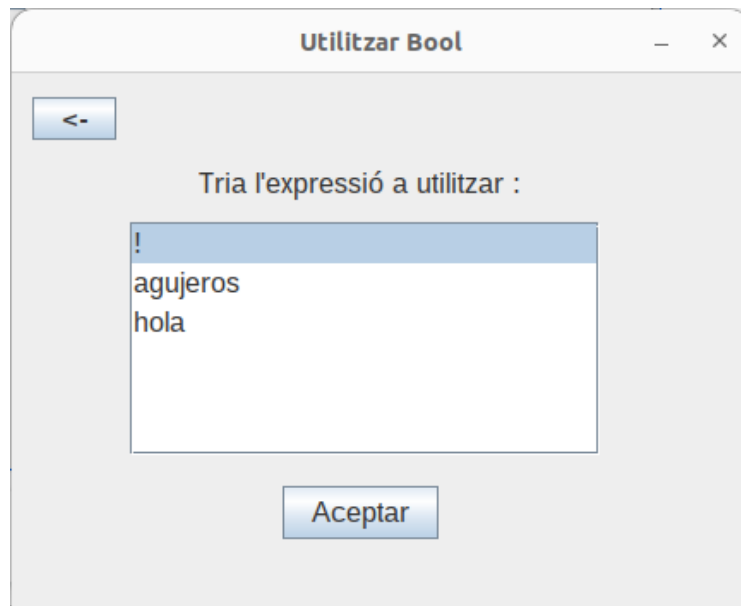 Utilitzar Bool
<-
Tria l'expressió a utilitzar :
!
agujeros
hola
Aceptar